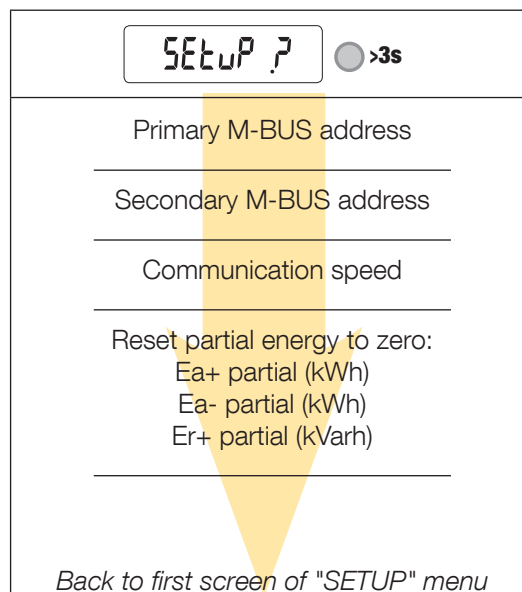 SEtuP ? >3s
Primary M-BUS address
Secondary M-BUS address
Communication speed
Reset partial energy to zero:
Ea+ partial (kWh)
Ea- partial (kWh)
Er+ partial (kVarh)
Back to first screen of "SETUP" menu